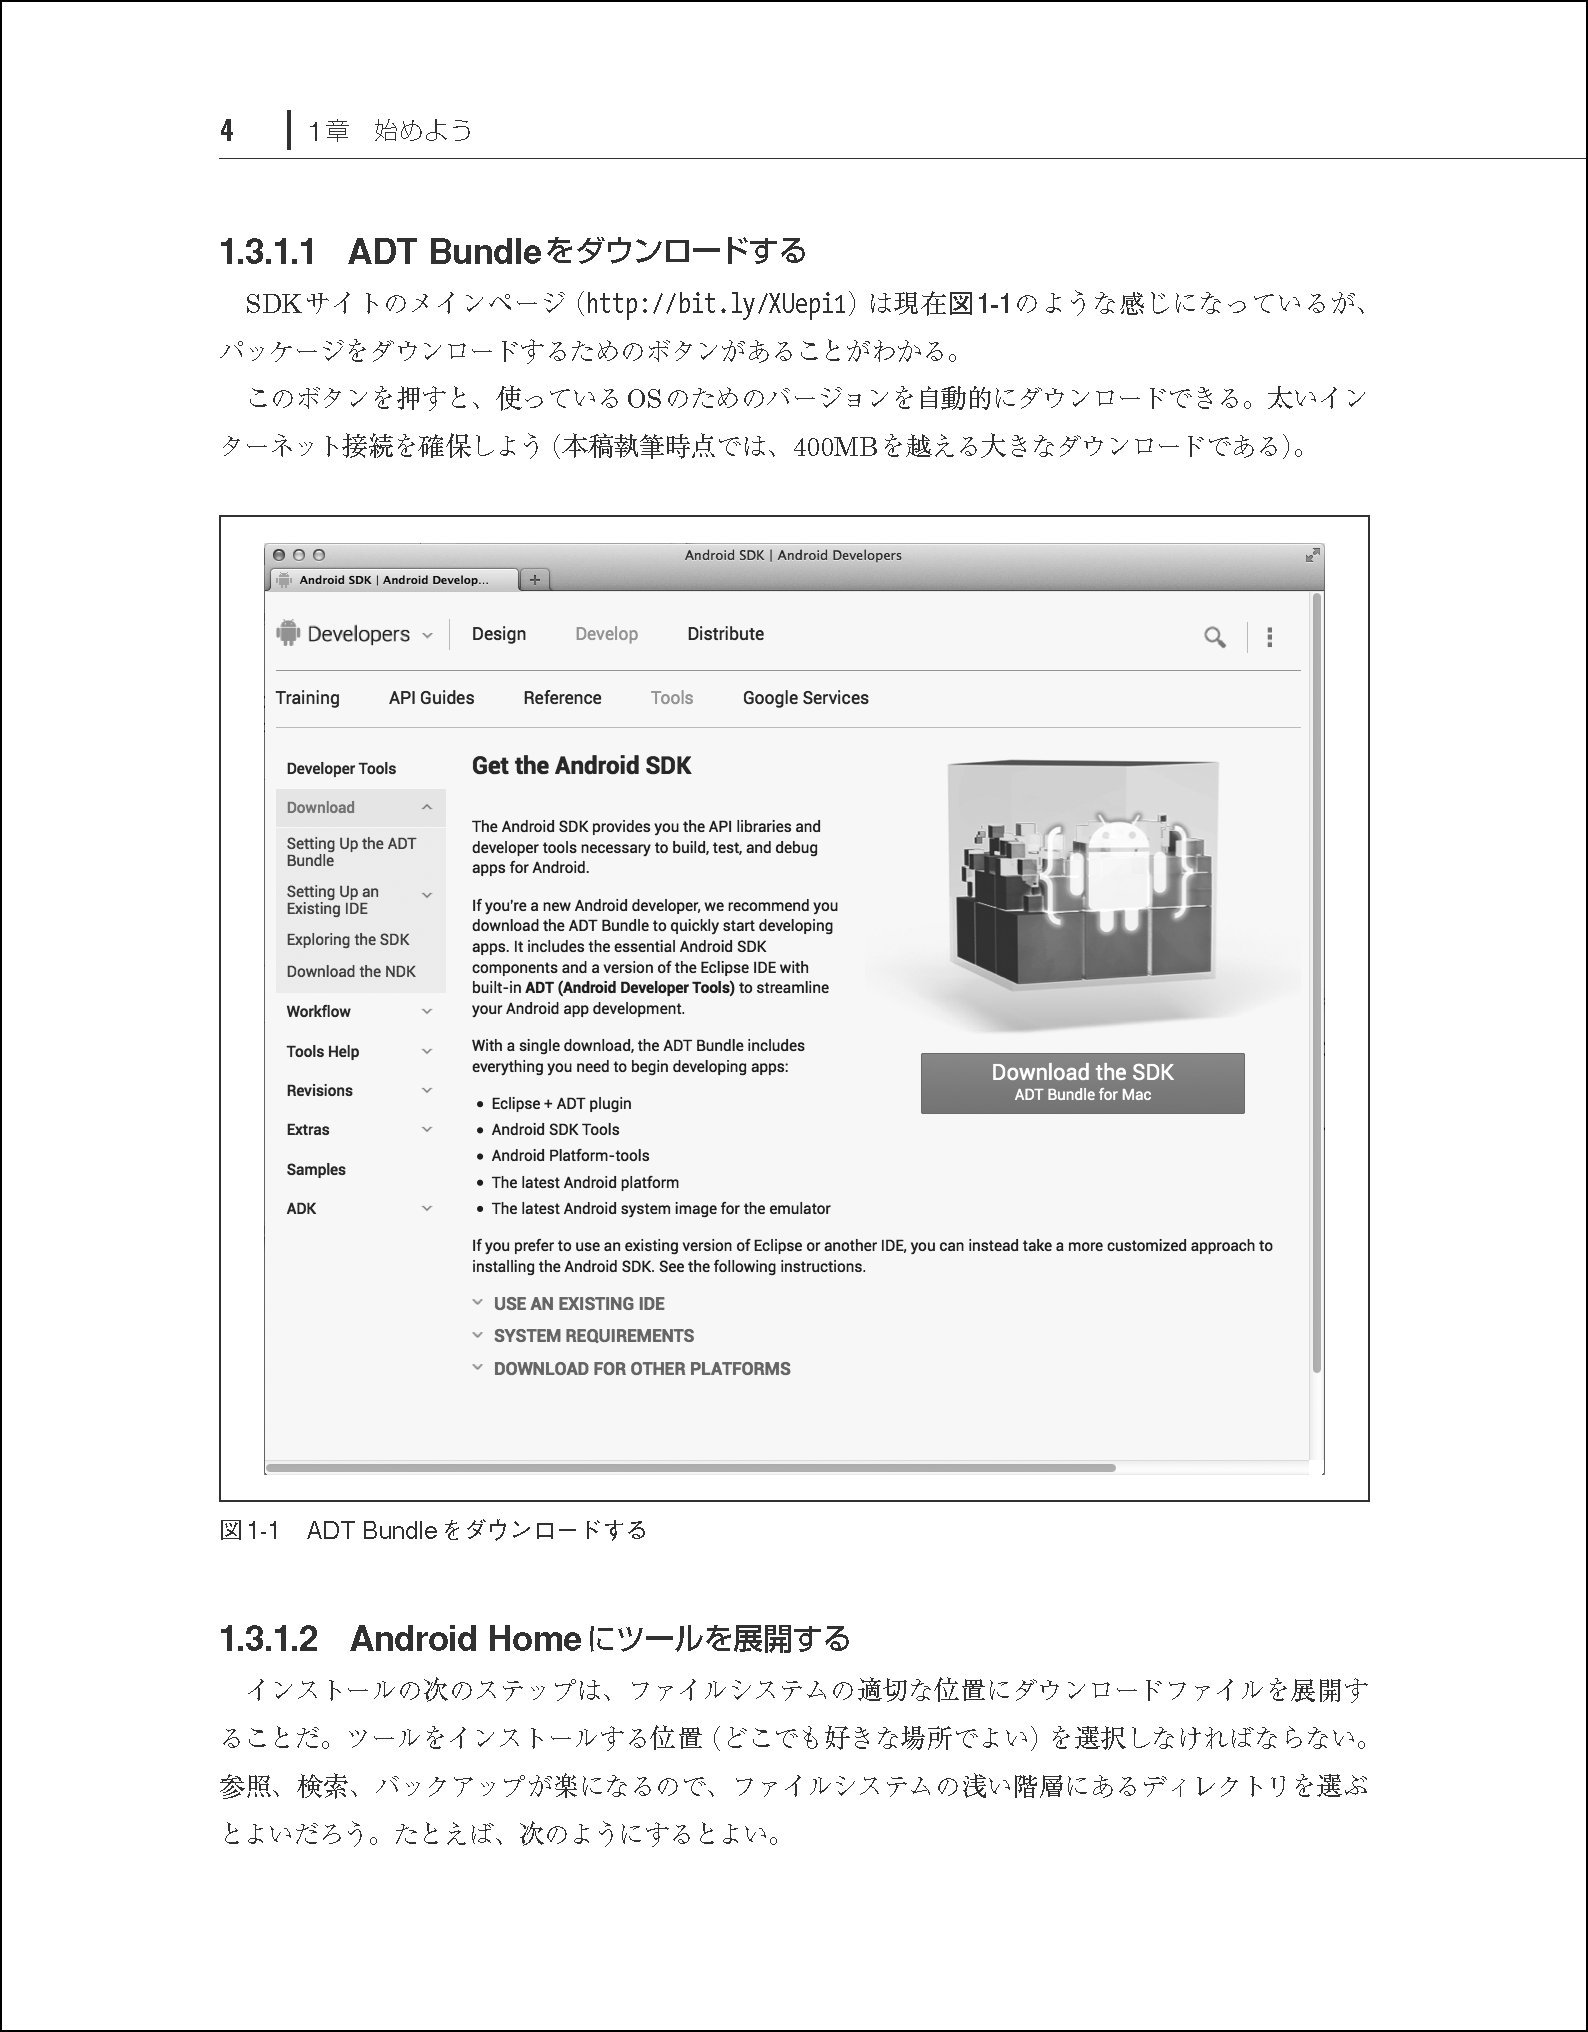 4 1章 始めよう
1.3.1.1 ADT Bundleをダウンロードする
SDKサイトのメインページ（http://bit.ly/XUepi1）は現在図1-1のような感じになっているが、
パッケージをダウンロードするためのボタンがあることがわかる。
このボタンを押すと、使っているOSのためのバージョンを自動的にダウンロードできる。太いイン
ターネット接続を確保しよう（本稿執筆時点では、400MBを越える大きなダウンロードである）。
Android SDK | Android Developers
Android SDK | Android Develop...
Developers Design Develop Distribute
Training API Guides Reference Tools Google Services
Developer Tools
Download
Setting Up the ADT
Bundle
Setting Up an
Existing IDE
Exploring the SDK
Download the NDK
Workflow
Tools Help
Revisions
Extras
Samples
ADK
Get the Android SDK
The Android SDK provides you the API libraries and
developer tools necessary to build, test, and debug
apps for Android.
If you're a new Android developer, we recommend you
download the ADT Bundle to quickly start developing
apps. It includes the essential Android SDK
components and a version of the Eclipse IDE with
built-in ADT (Android Developer Tools) to streamline
your Android app development.
With a single download, the ADT Bundle includes
everything you need to begin developing apps:
• Eclipse + ADT plugin
• Android SDK Tools
• Android Platform-tools
• The latest Android platform
• The latest Android system image for the emulator
Download the SDK
ADT Bundle for Mac
If you prefer to use an existing version of Eclipse or another IDE, you can instead take a more customized approach to
installing the Android SDK. See the following instructions.
USE AN EXISTING IDE
SYSTEM REQUIREMENTS
DOWNLOAD FOR OTHER PLATFORMS
図1-1 ADT Bundleをダウンロードする
1.3.1.2 Android Homeにツールを展開する
インストールの次のステップは、ファイルシステムの適切な位置にダウンロードファイルを展開す
ることだ。ツールをインストールする位置（どこでも好きな場所でよい）を選択しなければならない。
参照、検索、バックアップが楽になるので、ファイルシステムの浅い階層にあるディレクトリを選ぶ
とよいだろう。たとえば、次のようにするとよい。